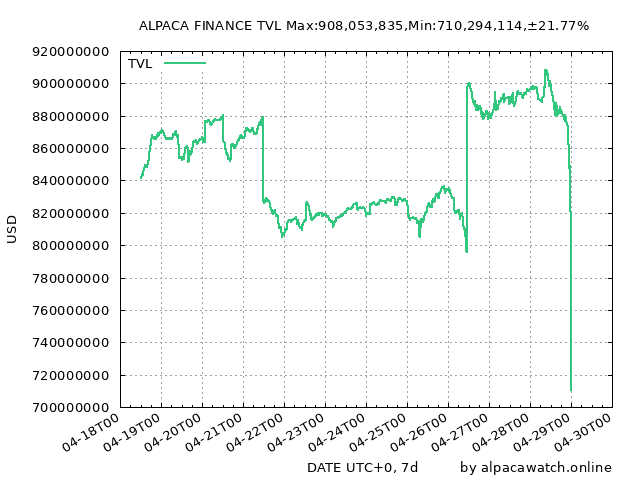 ALPACA FINANCE TVL Max:908,053,835,Min:710,294,114,±21.77%
TVL
920000000
900000000
880000000
860000000
840000000
820000000
800000000
780000000
760000000
740000000
720000000
700000000
USD
04-18T00
04-19T00
04-20T00
04-21T00
04-22T00
04-23T00
04-24T00
04-25T00
04-26T00
04-27T00
04-28T00
04-29T00
04-30T00
DATE UTC+0, 7d
by alpacawatch.online